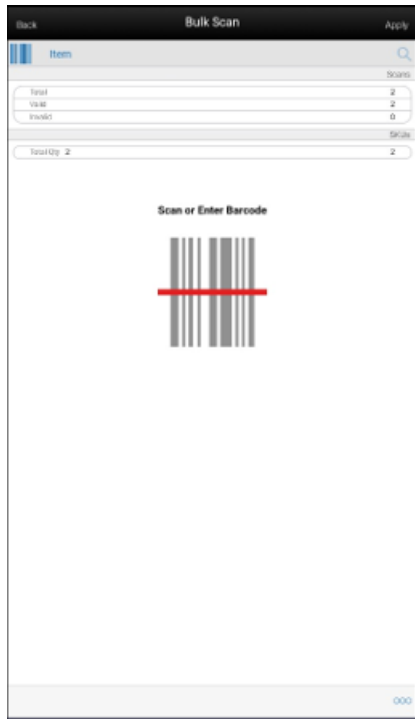 Back Bulk Scan Apply
Item
Scans
Total 2
Valid 2
Invalid 0
SKUs
Total Qty 2 2
Scan or Enter Barcode